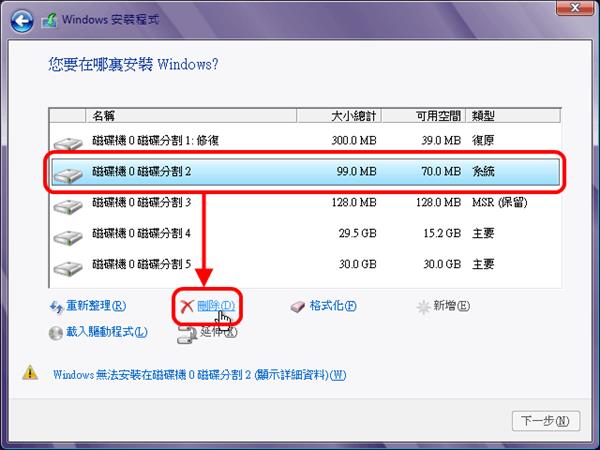 Windows 安裝程式
您要在哪裏安裝 Windows?
名稱 大小總計 可用空間 類型
磁碟機 0 磁碟分割 1: 修復 300.0 MB 39.0 MB 復原
磁碟機 0 磁碟分割 2 99.0 MB 70.0 MB 系統
磁碟機 0 磁碟分割 3 128.0 MB 128.0 MB MSR (保留)
磁碟機 0 磁碟分割 4 29.5 GB 15.2 GB 主要
磁碟機 0 磁碟分割 5 30.0 GB 30.0 GB 主要
重新整理(R) 刪除(D) 格式化(F) 新增(E)
載入驅動程式(L) 延伸(X)
Windows 無法安裝在磁碟機 0 磁碟分割 2 (顯示詳細資料)(W)
下一步(N)